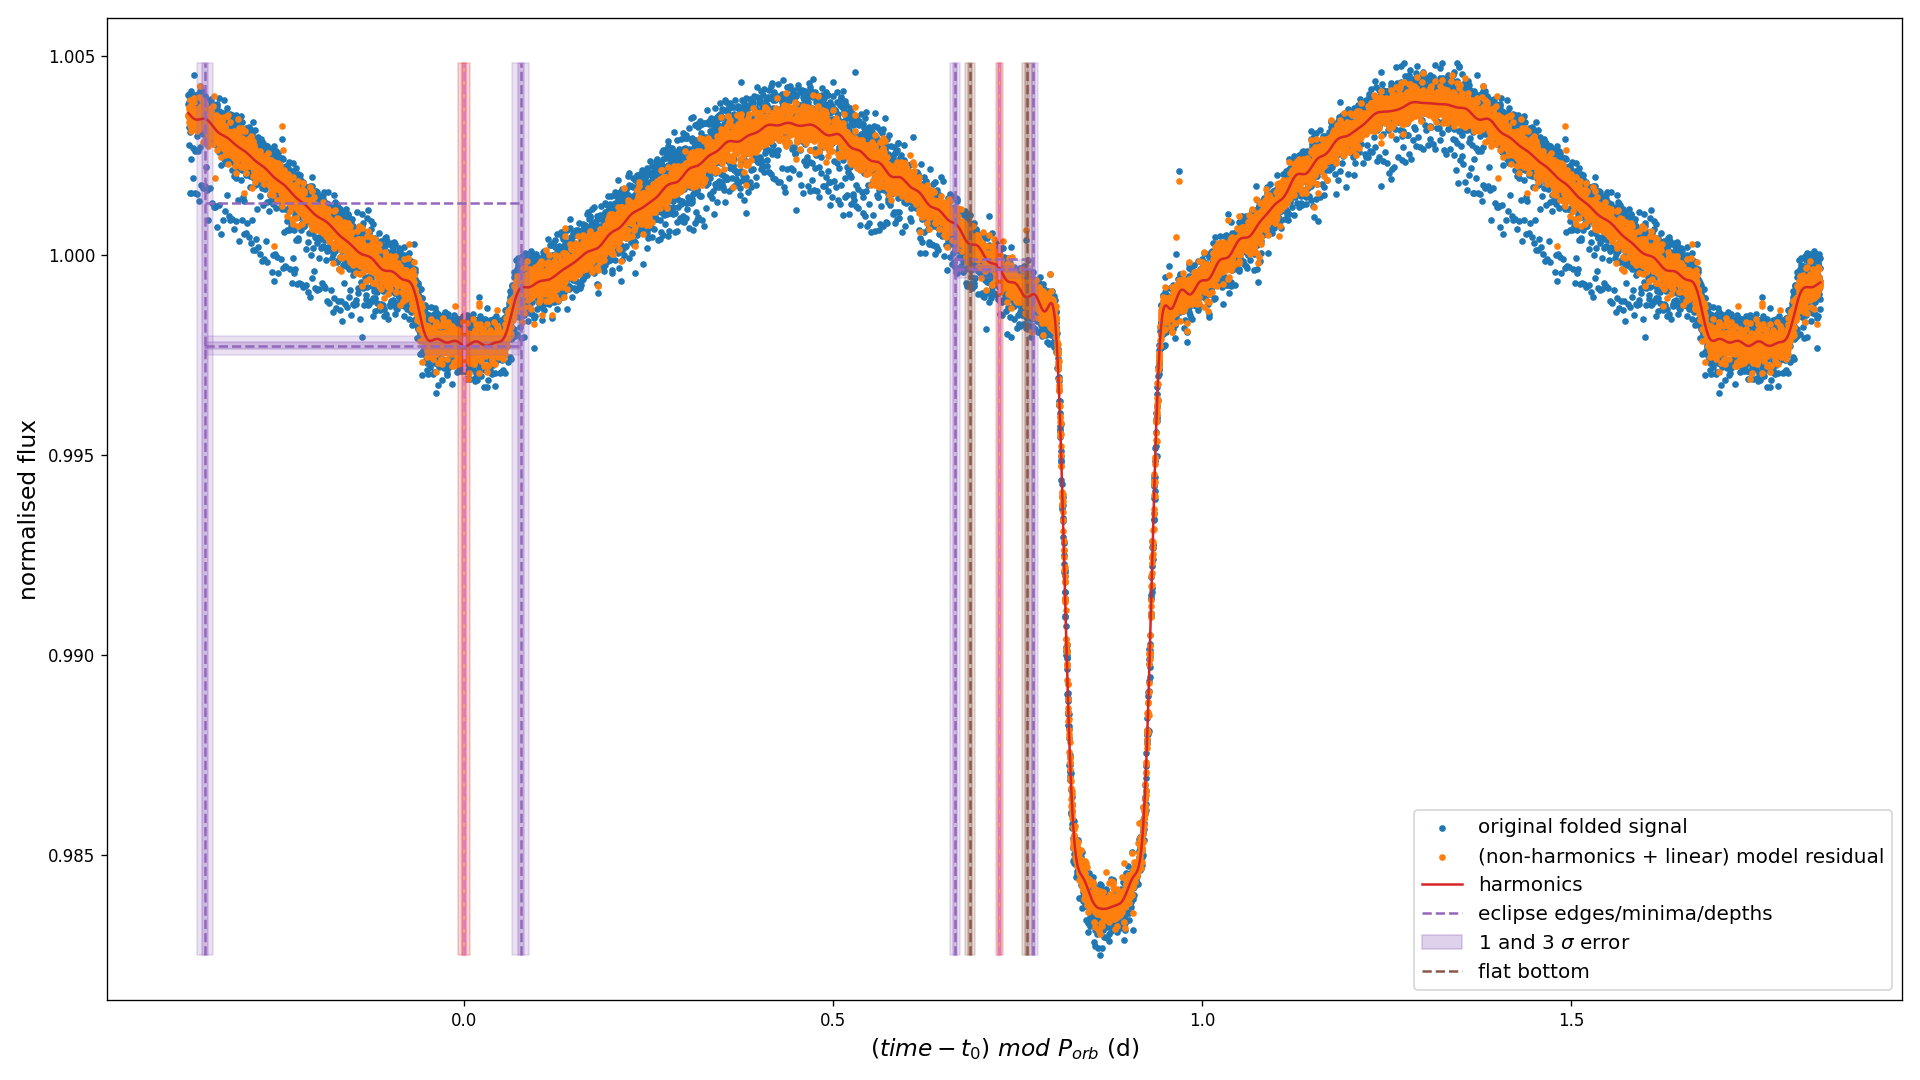 1.005
1.000
0.995
0.990
0.985
normalised flux
0.0
0.5
1.0
1.5
(time − t₀) mod P_orb (d)
original folded signal
(non-harmonics + linear) model residual
harmonics
eclipse edges/minima/depths
1 and 3 σ error
flat bottom